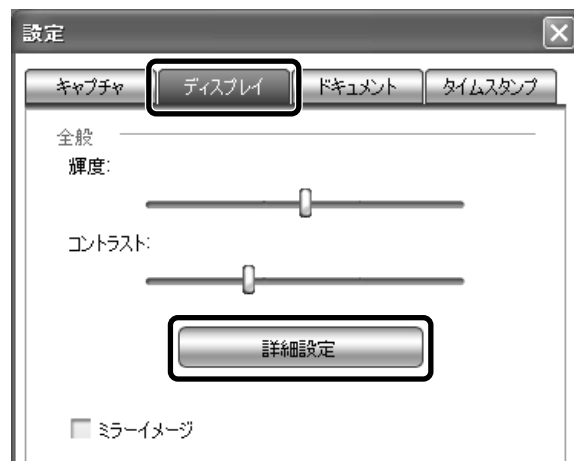 設定
キャプチャ ディスプレイ ドキュメント タイムスタンプ
全般
輝度:
コントラスト:
詳細設定
ミラーイメージ